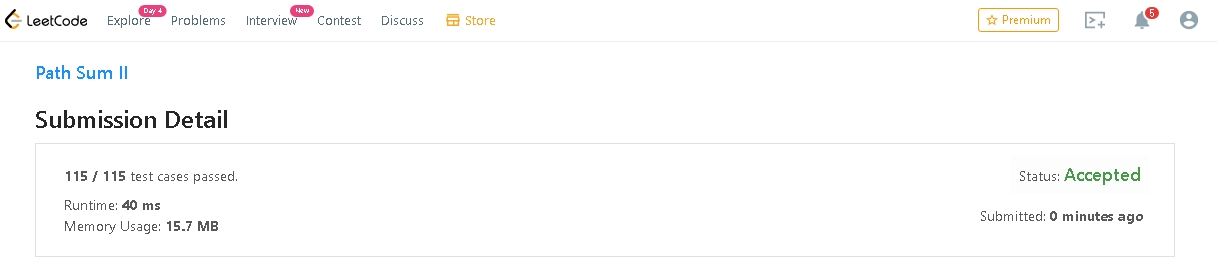 LeetCode Explore Day 4 Problems Interview New Contest Discuss Store Premium 5
Path Sum II
Submission Detail
115 / 115 test cases passed.
Status: Accepted
Runtime: 40 ms
Submitted: 0 minutes ago
Memory Usage: 15.7 MB